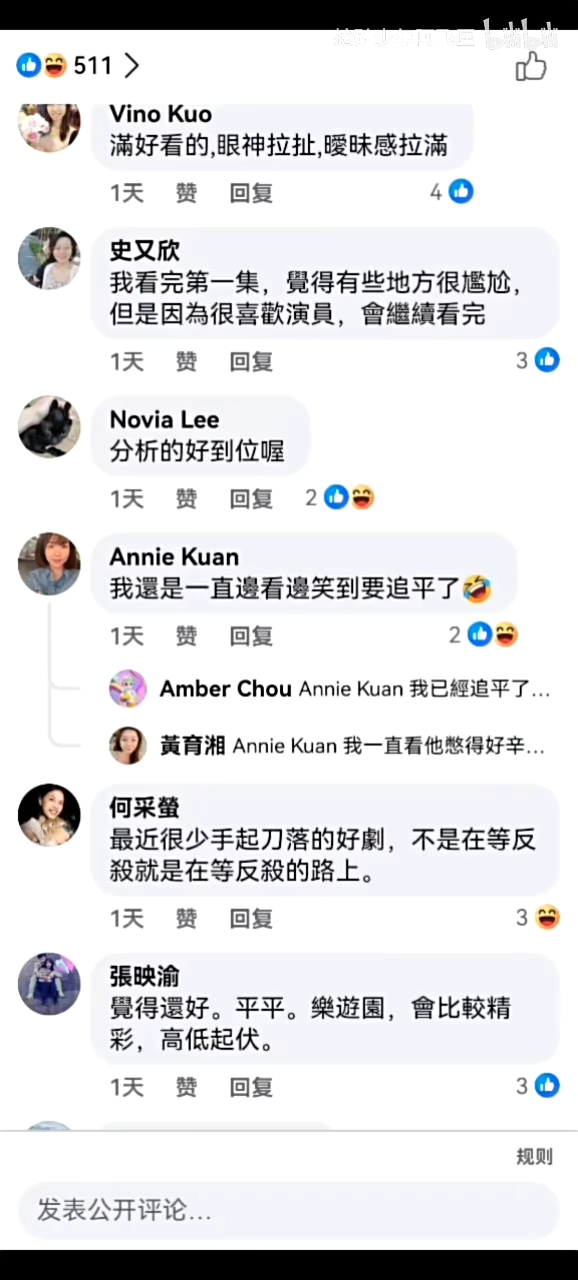 511
Vino Kuo
滿好看的,眼神拉扯,曖昧感拉滿
1天 赞 回复 4
史又欣
我看完第一集，覺得有些地方很尷尬，
但是因為很喜歡演員，會繼續看完
1天 赞 回复 3
Novia Lee
分析的好到位喔
1天 赞 回复 2
Annie Kuan
我還是一直邊看邊笑到要追平了🤣
1天 赞 回复 2
Amber Chou Annie Kuan 我已經追平了...
黃育湘 Annie Kuan 我一直看他憋得好辛...
何采螢
最近很少手起刀落的好劇，不是在等反
殺就是在等反殺的路上。
1天 赞 回复 3
張映渝
覺得還好。平平。樂遊園，會比較精
彩，高低起伏。
1天 赞 回复 3
规则
发表公开评论...